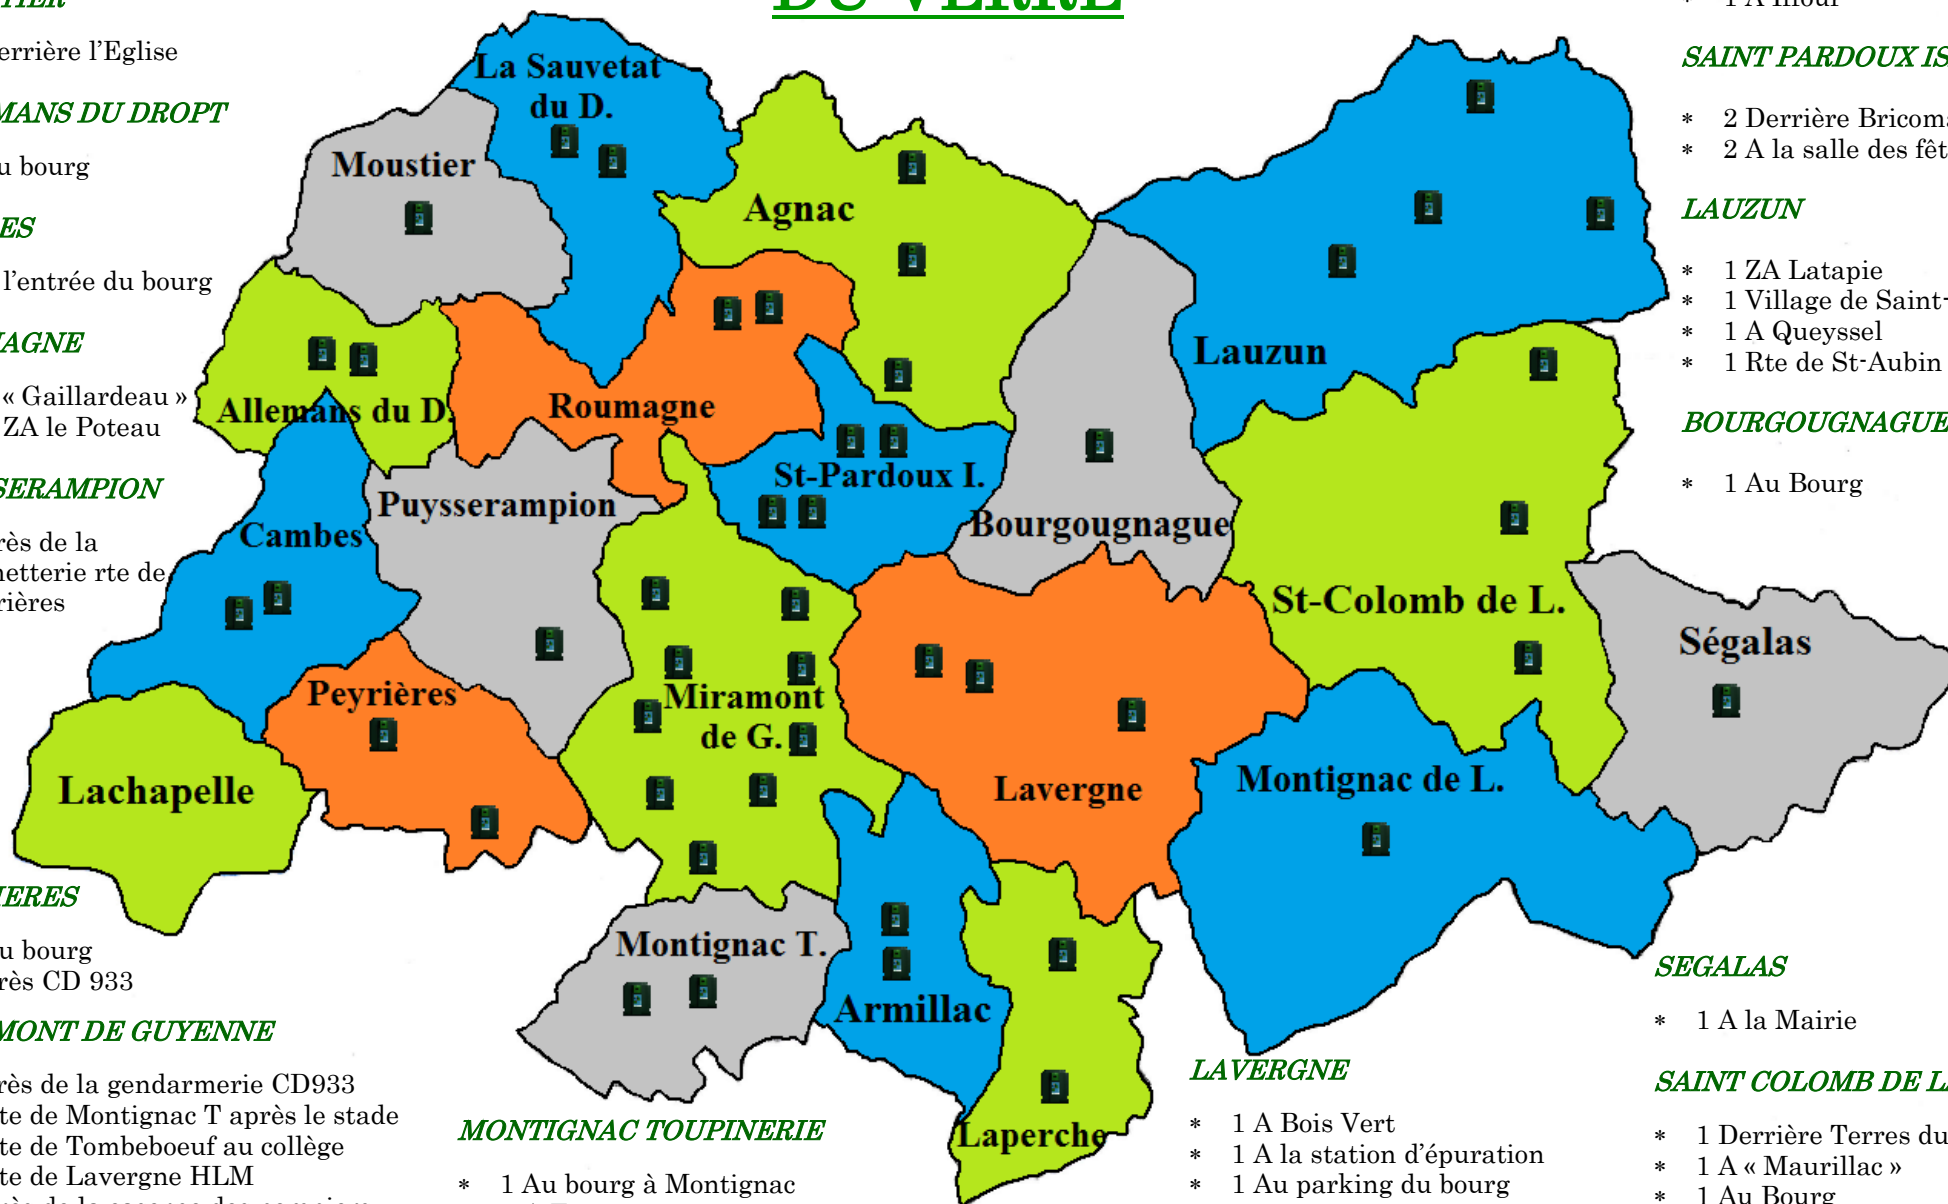 DU VERRE
TIER
errière l'Eglise
MANS DU DROPT
u bourg
ES
l'entrée du bourg
AGNE
« Gaillardeau »
ZA le Poteau
SERAMPION
rès de la
hetterie rte de
rières
La Sauvetat
du D.
Moustier
Agnac
Allemans du D.
Roumagne
Lauzun
St-Pardoux I.
Puysserampion
Bourgougnague
Cambes
St-Colomb de L.
Ségalas
Peyrières
Miramont
de G.
Lachapelle
Lavergne
Montignac de L.
Montignac T.
Armillac
Laperche
SAINT PARDOUX IS
* 2 Derrière Bricoma
* 2 A la salle des fêt
LAUZUN
* 1 ZA Latapie
* 1 Village de Saint-
* 1 A Queyssel
* 1 Rte de St-Aubin
BOURGOUGNAGUE
* 1 Au Bourg
IERES
u bourg
rès CD 933
MONT DE GUYENNE
rès de la gendarmerie CD933
te de Montignac T après le stade
te de Tombeboeuf au collège
te de Lavergne HLM
MONTIGNAC TOUPINERIE
* 1 Au bourg à Montignac
LAVERGNE
* 1 A Bois Vert
* 1 A la station d'épuration
* 1 Au parking du bourg
SEGALAS
* 1 A la Mairie
SAINT COLOMB DE LA
* 1 Derrière Terres du
* 1 A « Maurillac »
* 1 Au Bourg